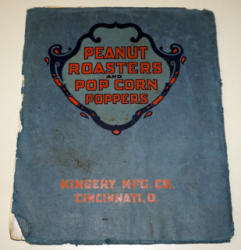 PEANUT
ROASTERS
AND
POP CORN
POPPERS
KINGERY MFG. CO.
CINCINNATI, O.